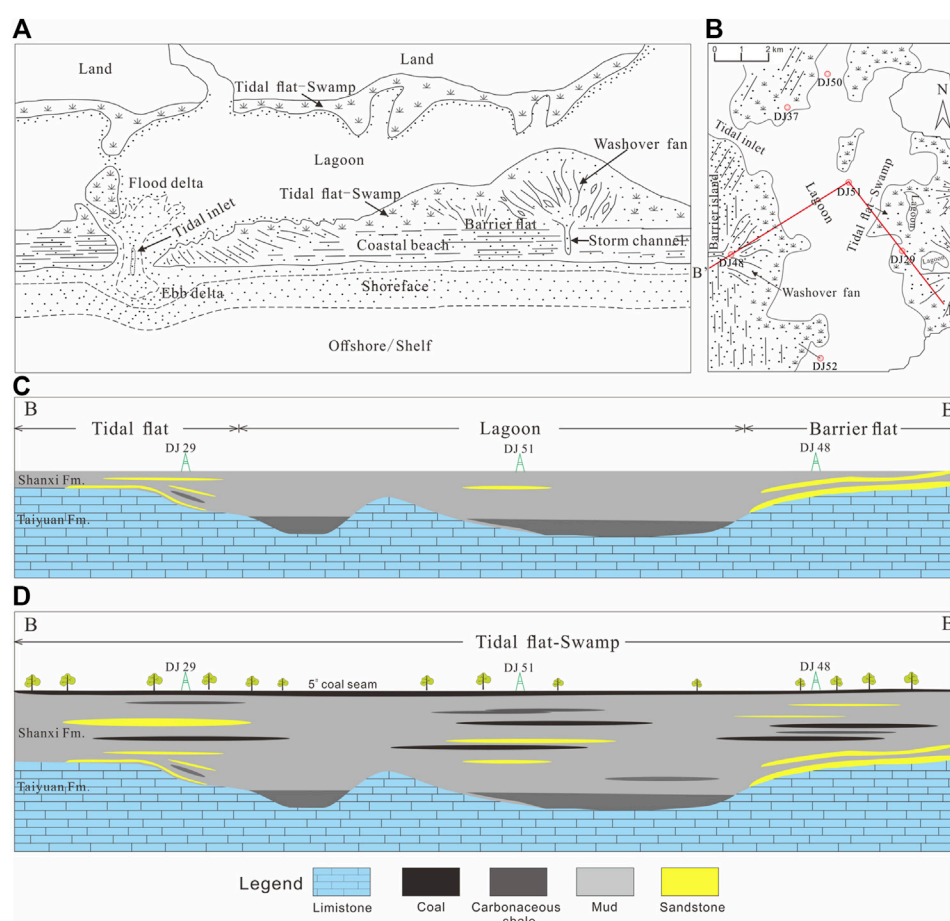 A
Land
Land
Tidal flat-Swamp
Lagoon
Washover fan
Flood delta
Tidal flat-Swamp
Tidal inlet
Barrier flat
Coastal beach
Storm channel
Ebb delta
Shoreface
Offshore/Shelf
B
0 1 2 km
DJ50
N
DJ37
Tidal inlet
DJ51
Barrier island
Lagoon
Tidal flat
Swamp
Lagoon
DJ48
DJ29
Lagoon
B'
Washover fan
DJ52
C
B
Tidal flat
Lagoon
Barrier flat
DJ 29
DJ 51
DJ 48
Shanxi Fm.
Taiyuan Fm.
D
B
Tidal flat-Swamp
DJ 29
DJ 51
DJ 48
5# coal seam
Shanxi Fm.
Taiyuan Fm.
Legend
Limistone
Coal
Carbonaceous
shale
Mud
Sandstone